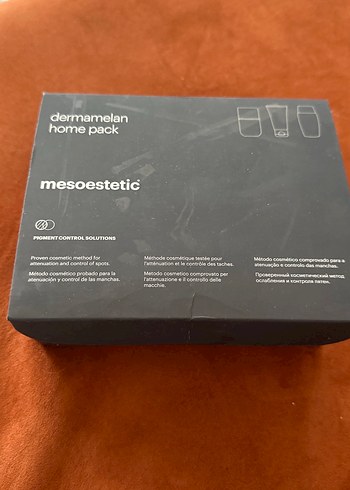 dermamelan
home pack
mesoestetic
PIGMENT CONTROL SOLUTIONS
Proven cosmetic method for
attenuation and control of spots.
Método cosmético probado para la
atenuación y control de las manchas.
Méthode cosmétique testée pour
l'atténuation et le contrôle des taches.
Metodo cosmetico comprovato per
l'attenuazione e il controllo delle
macchie.
Método cosmético comprovado para a
atenuação e controlo das manchas.
Проверенный косметический метод
ослабления и контроля пятен.